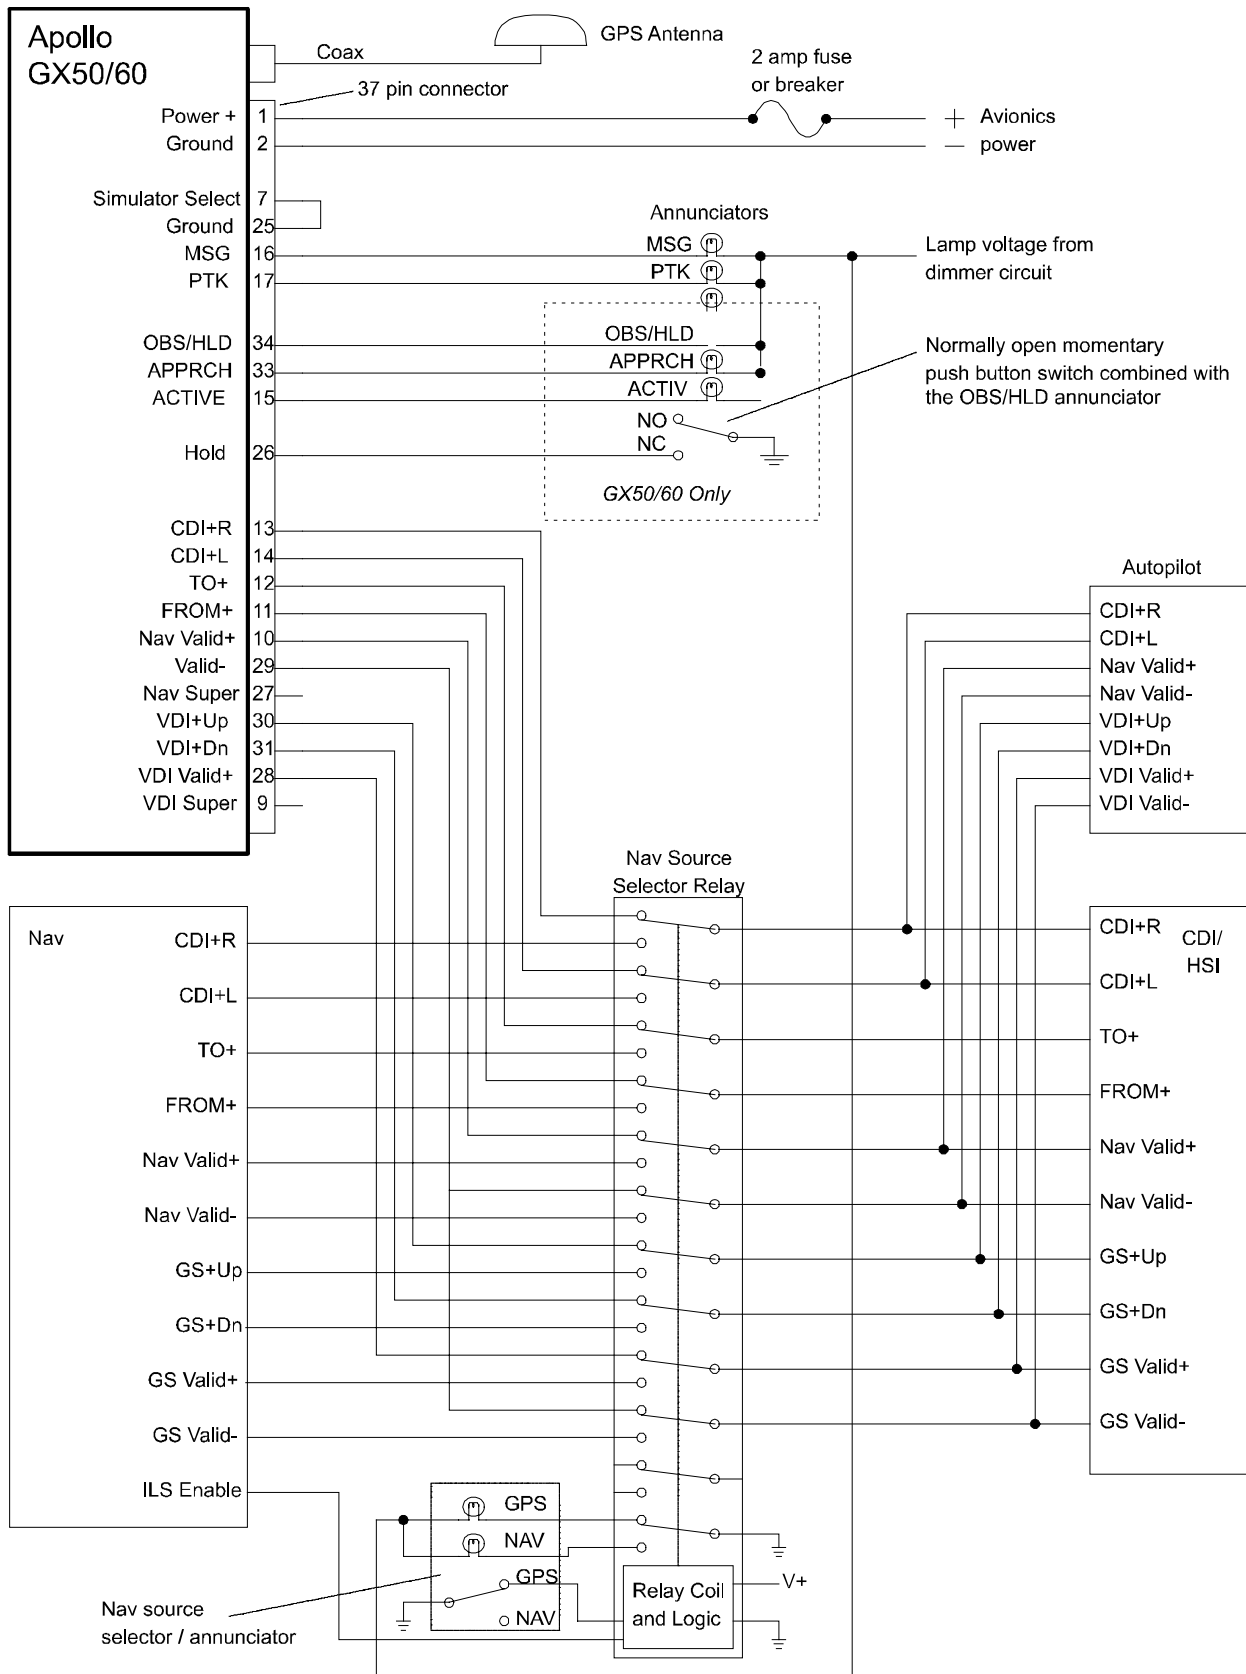 Apollo
GX50/60
Coax
GPS Antenna
37 pin connector
2 amp fuse
or breaker
Power + 1
+ Avionics
Ground 2
— power
Simulator Select 7
Ground 25
MSG 16
PTK 17
Annunciators
MSG
PTK
Lamp voltage from
dimmer circuit
OBS/HLD 34
APPRCH 33
ACTIVE 15
Hold 26
OBS/HLD
APPRCH
ACTIV
NO
NC
GX50/60 Only
Normally open momentary
push button switch combined with
the OBS/HLD annunciator
CDI+R 13
CDI+L 14
TO+ 12
FROM+ 11
Nav Valid+ 10
Valid- 29
Nav Super 27
VDI+Up 30
VDI+Dn 31
VDI Valid+ 28
VDI Super 9
Autopilot
CDI+R
CDI+L
Nav Valid+
Nav Valid-
VDI+Up
VDI+Dn
VDI Valid+
VDI Valid-
Nav Source
Selector Relay
Nav
CDI+R
CDI+L
TO+
FROM+
Nav Valid+
Nav Valid-
GS+Up
GS+Dn
GS Valid+
GS Valid-
ILS Enable
CDI/
HSI
CDI+R
CDI+L
TO+
FROM+
Nav Valid+
Nav Valid-
GS+Up
GS+Dn
GS Valid+
GS Valid-
GPS
NAV
GPS
NAV
Relay Coil
and Logic
V+
Nav source
selector / annunciator